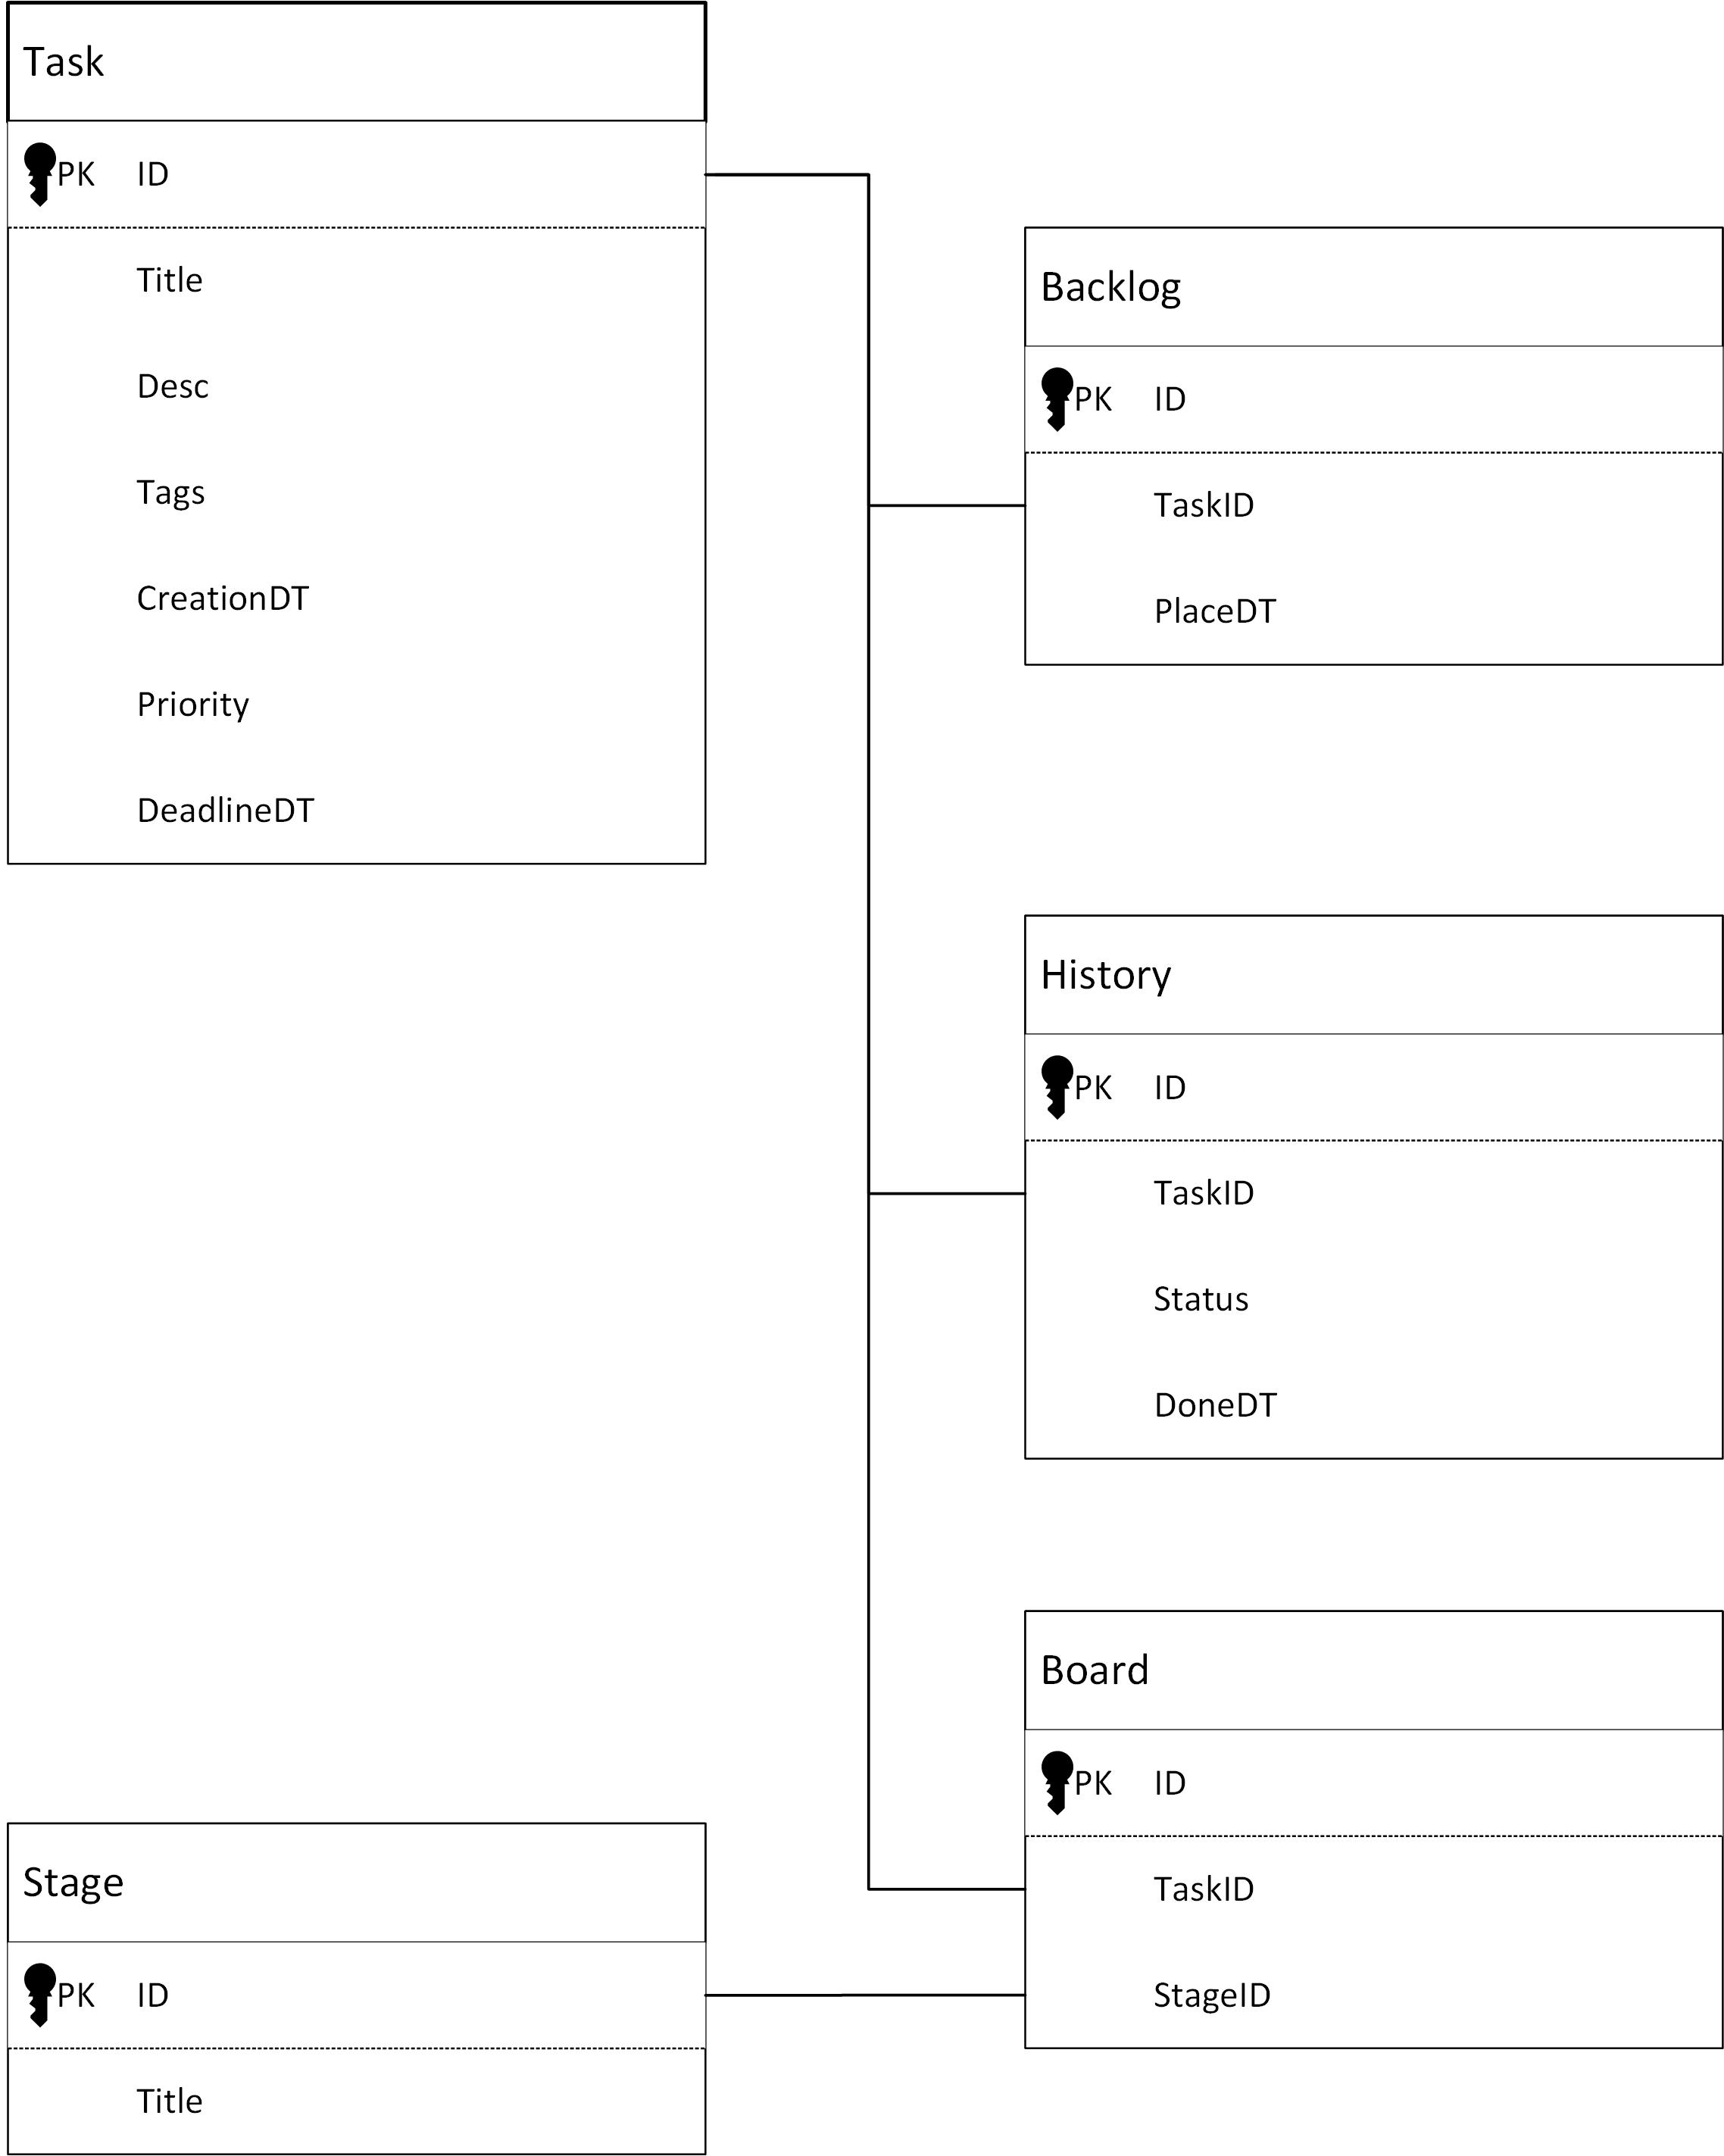 Task
PK ID
Title
Desc
Tags
CreationDT
Priority
DeadlineDT
Backlog
PK ID
TaskID
PlaceDT
History
PK ID
TaskID
Status
DoneDT
Board
PK ID
TaskID
StageID
Stage
PK ID
Title